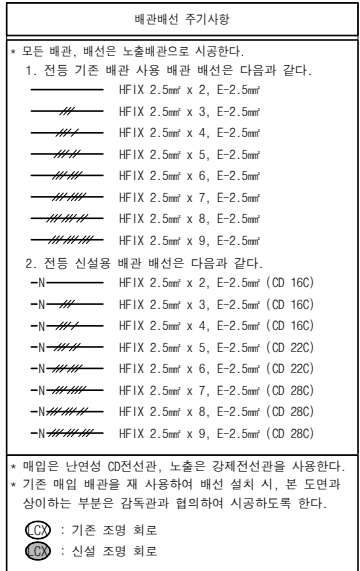 배관배선 주기사항
* 모든 배관, 배선은 노출배관으로 시공한다.
1. 전등 기존 배관 사용 배관 배선은 다음과 같다.
HFIX 2.5㎟ x 2, E-2.5㎟
HFIX 2.5㎟ x 3, E-2.5㎟
HFIX 2.5㎟ x 4, E-2.5㎟
HFIX 2.5㎟ x 5, E-2.5㎟
HFIX 2.5㎟ x 6, E-2.5㎟
HFIX 2.5㎟ x 7, E-2.5㎟
HFIX 2.5㎟ x 8, E-2.5㎟
HFIX 2.5㎟ x 9, E-2.5㎟
2. 전등 신설용 배관 배선은 다음과 같다.
N HFIX 2.5㎟ x 2, E-2.5㎟ (CD 16C)
N HFIX 2.5㎟ x 3, E-2.5㎟ (CD 16C)
N HFIX 2.5㎟ x 4, E-2.5㎟ (CD 16C)
N HFIX 2.5㎟ x 5, E-2.5㎟ (CD 22C)
N HFIX 2.5㎟ x 6, E-2.5㎟ (CD 22C)
N HFIX 2.5㎟ x 7, E-2.5㎟ (CD 28C)
N HFIX 2.5㎟ x 8, E-2.5㎟ (CD 28C)
N HFIX 2.5㎟ x 9, E-2.5㎟ (CD 28C)
* 매입은 난연성 CD전선관, 노출은 강제전선관을 사용한다.
* 기존 매입 배관을 재 사용하여 배선 설치 시, 본 도면과
상이하는 부분은 감독관과 협의하여 시공하도록 한다.
LCX : 기존 조명 회로
LCX : 신설 조명 회로